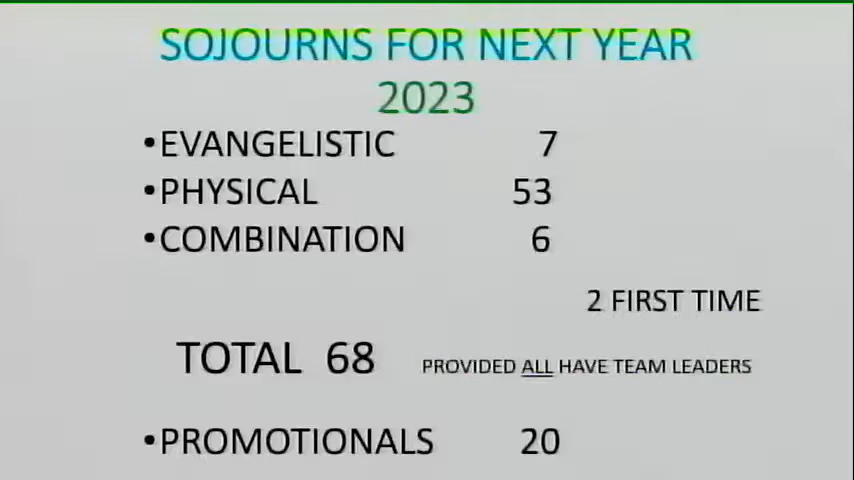 SOJOURNS FOR NEXT YEAR
2023
•EVANGELISTIC 7
•PHYSICAL 53
•COMBINATION 6
2 FIRST TIME
TOTAL 68 PROVIDED ALL HAVE TEAM LEADERS
•PROMOTIONALS 20